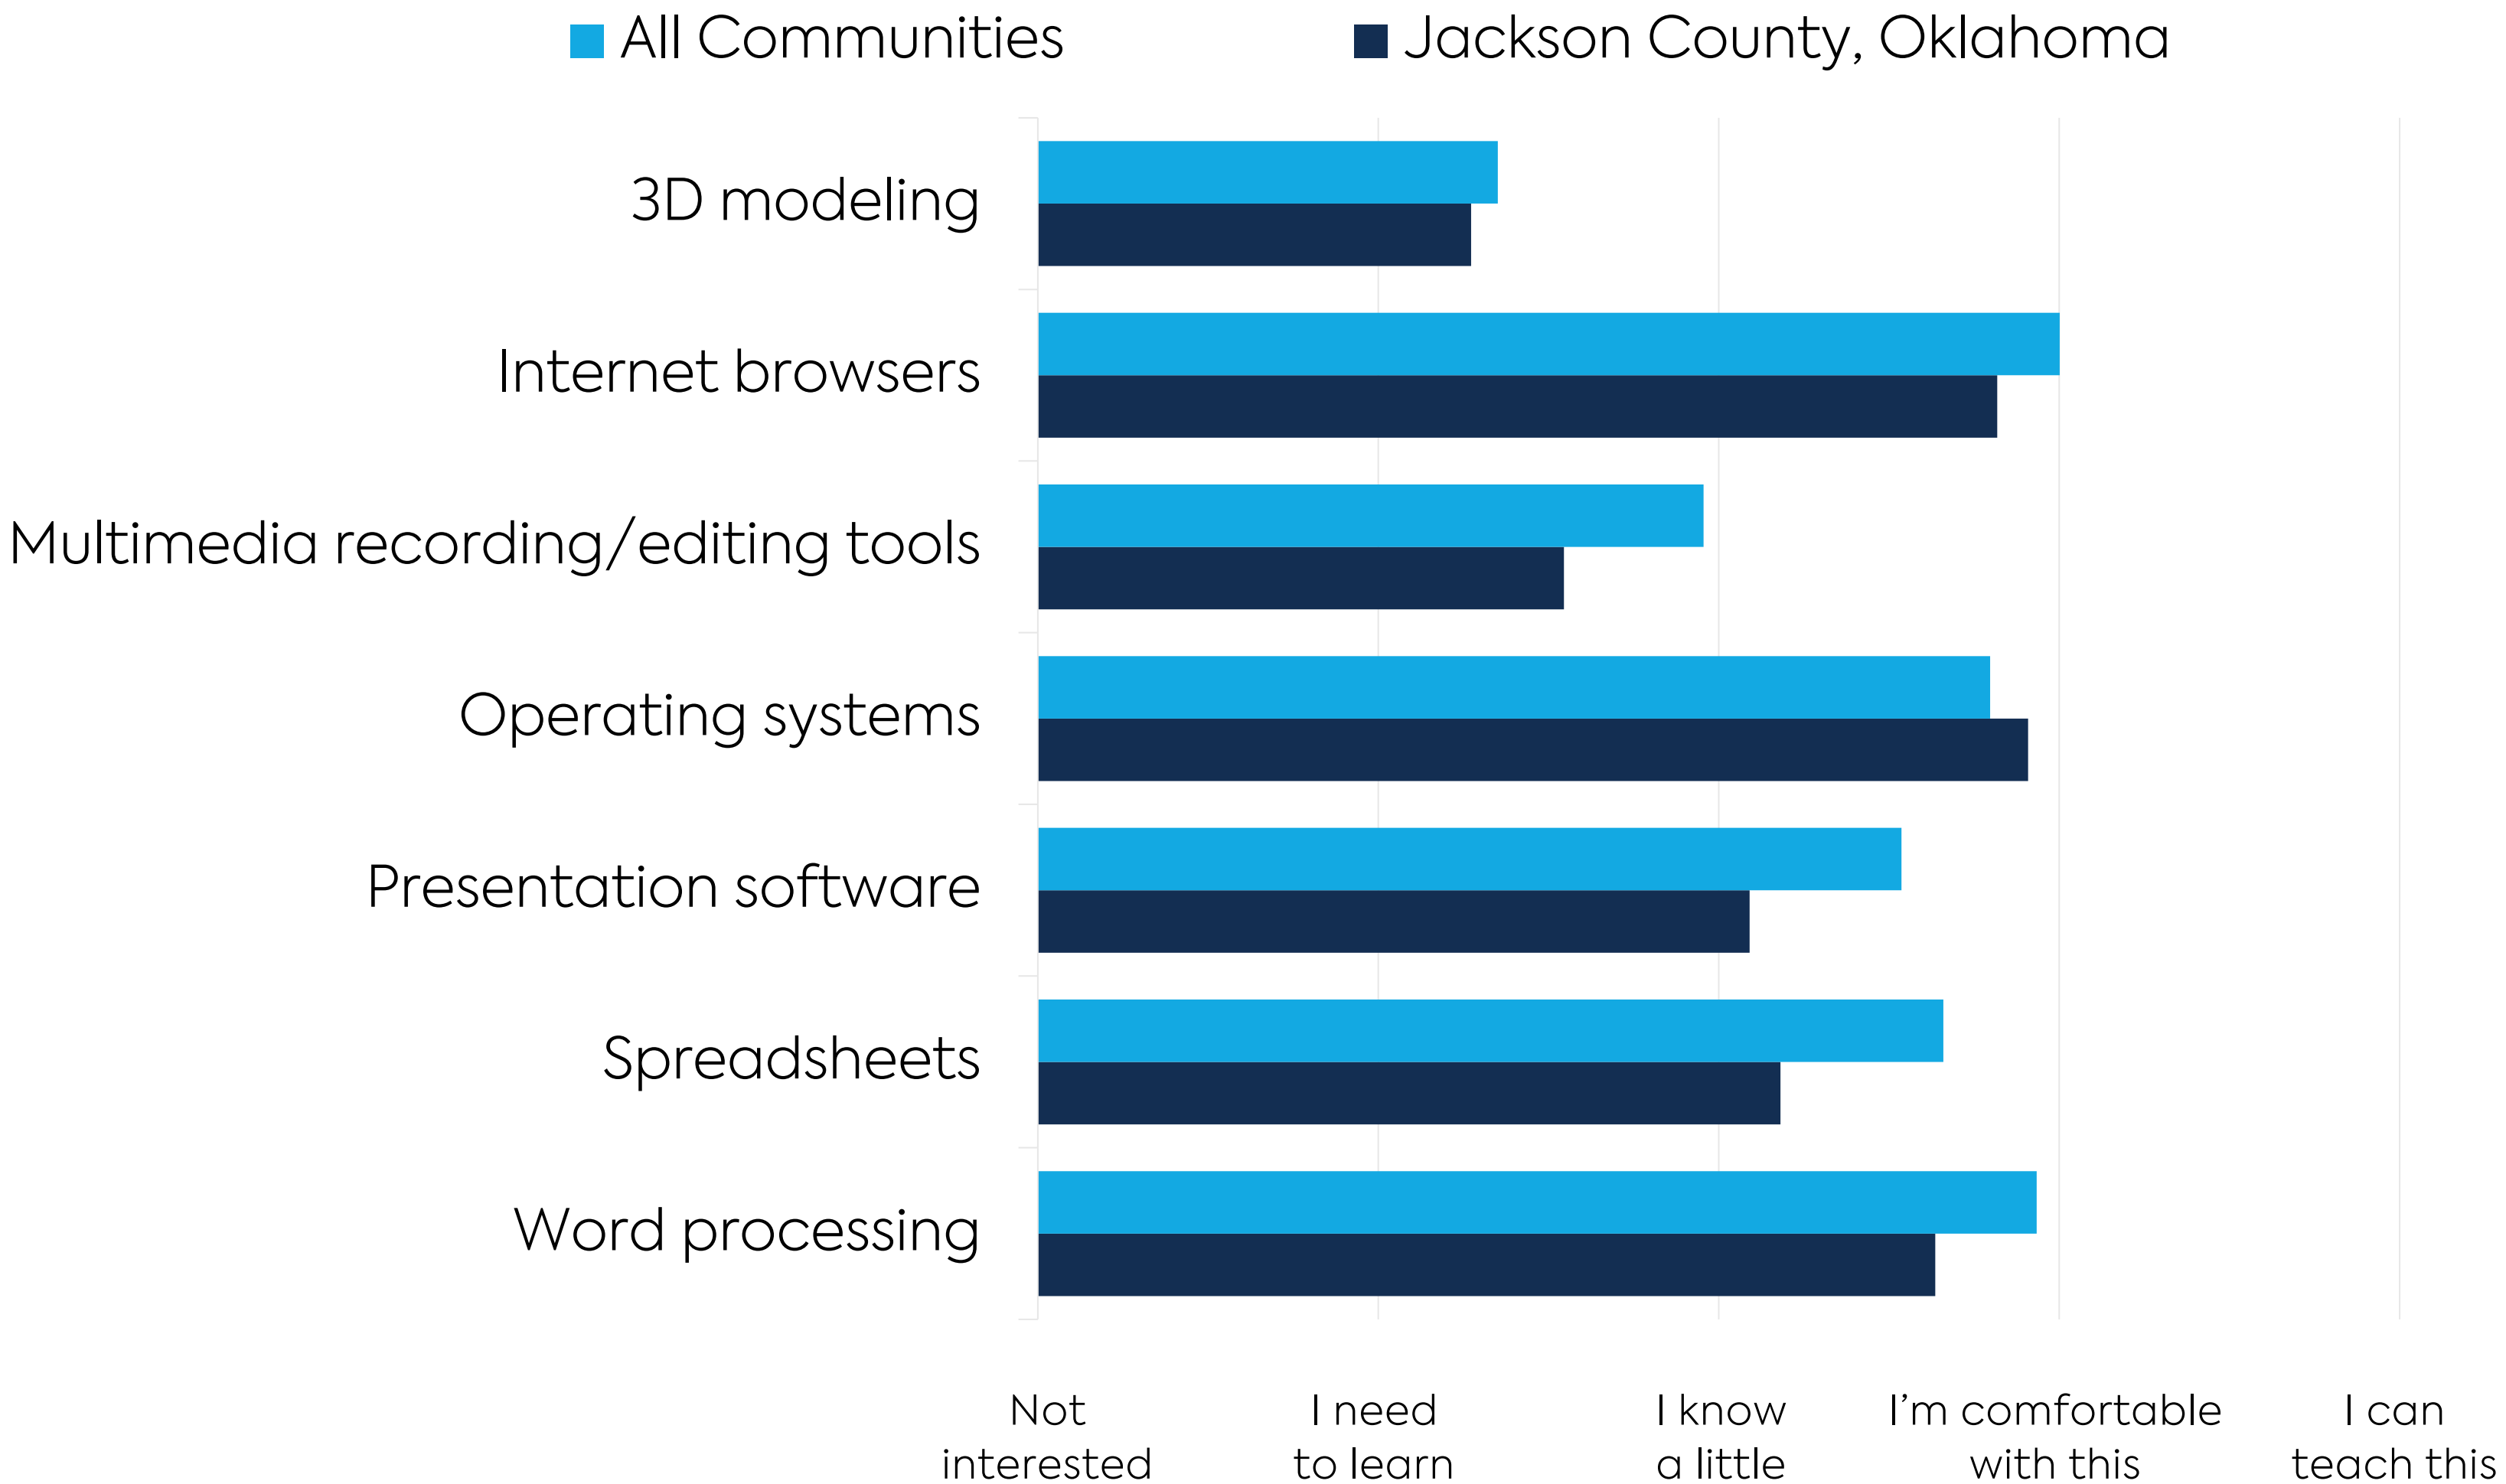 All Communities
Jackson County, Oklahoma
3D modeling
Internet browsers
Multimedia recording/editing tools
Operating systems
Presentation software
Spreadsheets
Word processing
Not
interested
I need
to learn
I know
a little
I'm comfortable
with this
I can
teach this